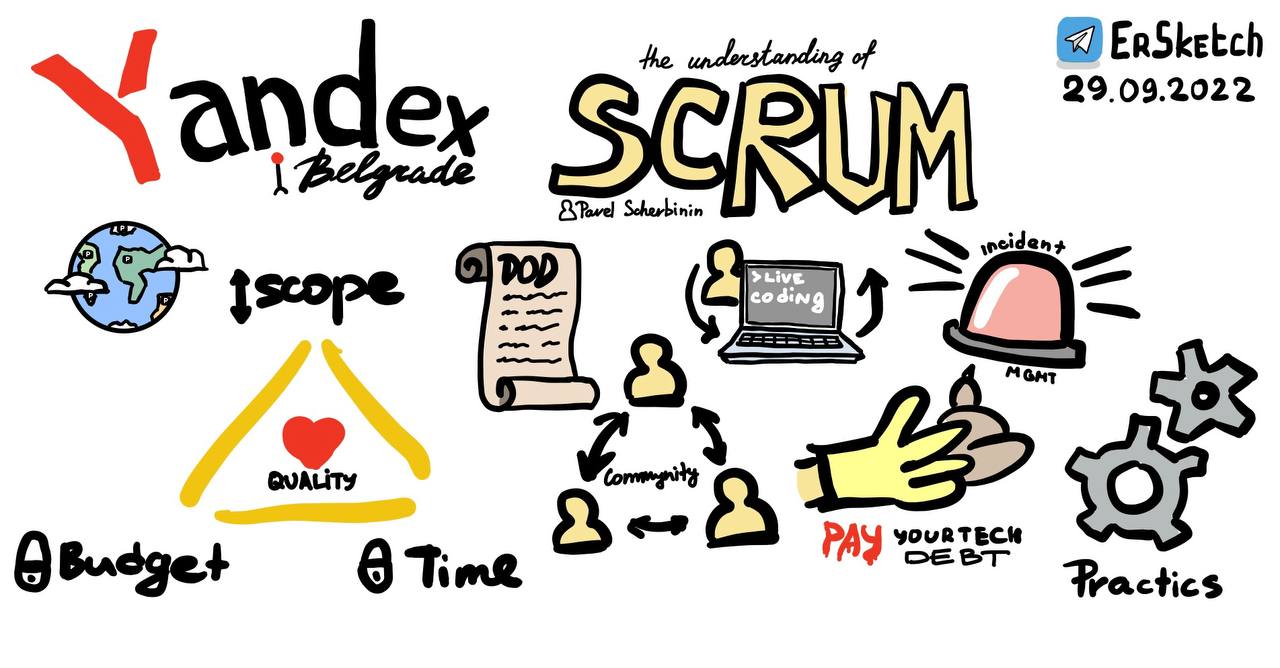 Yandex
Belgrade
the understanding of
SCRUM
Pavel Scherbinin
ErSketch
29.09.2022
P
P
P
P
scope
QUALITY
Budget
Time
DOD
>LIVE
coding
Community
incident
MGMT
PAY YOUR TECH
DEBT
Practics